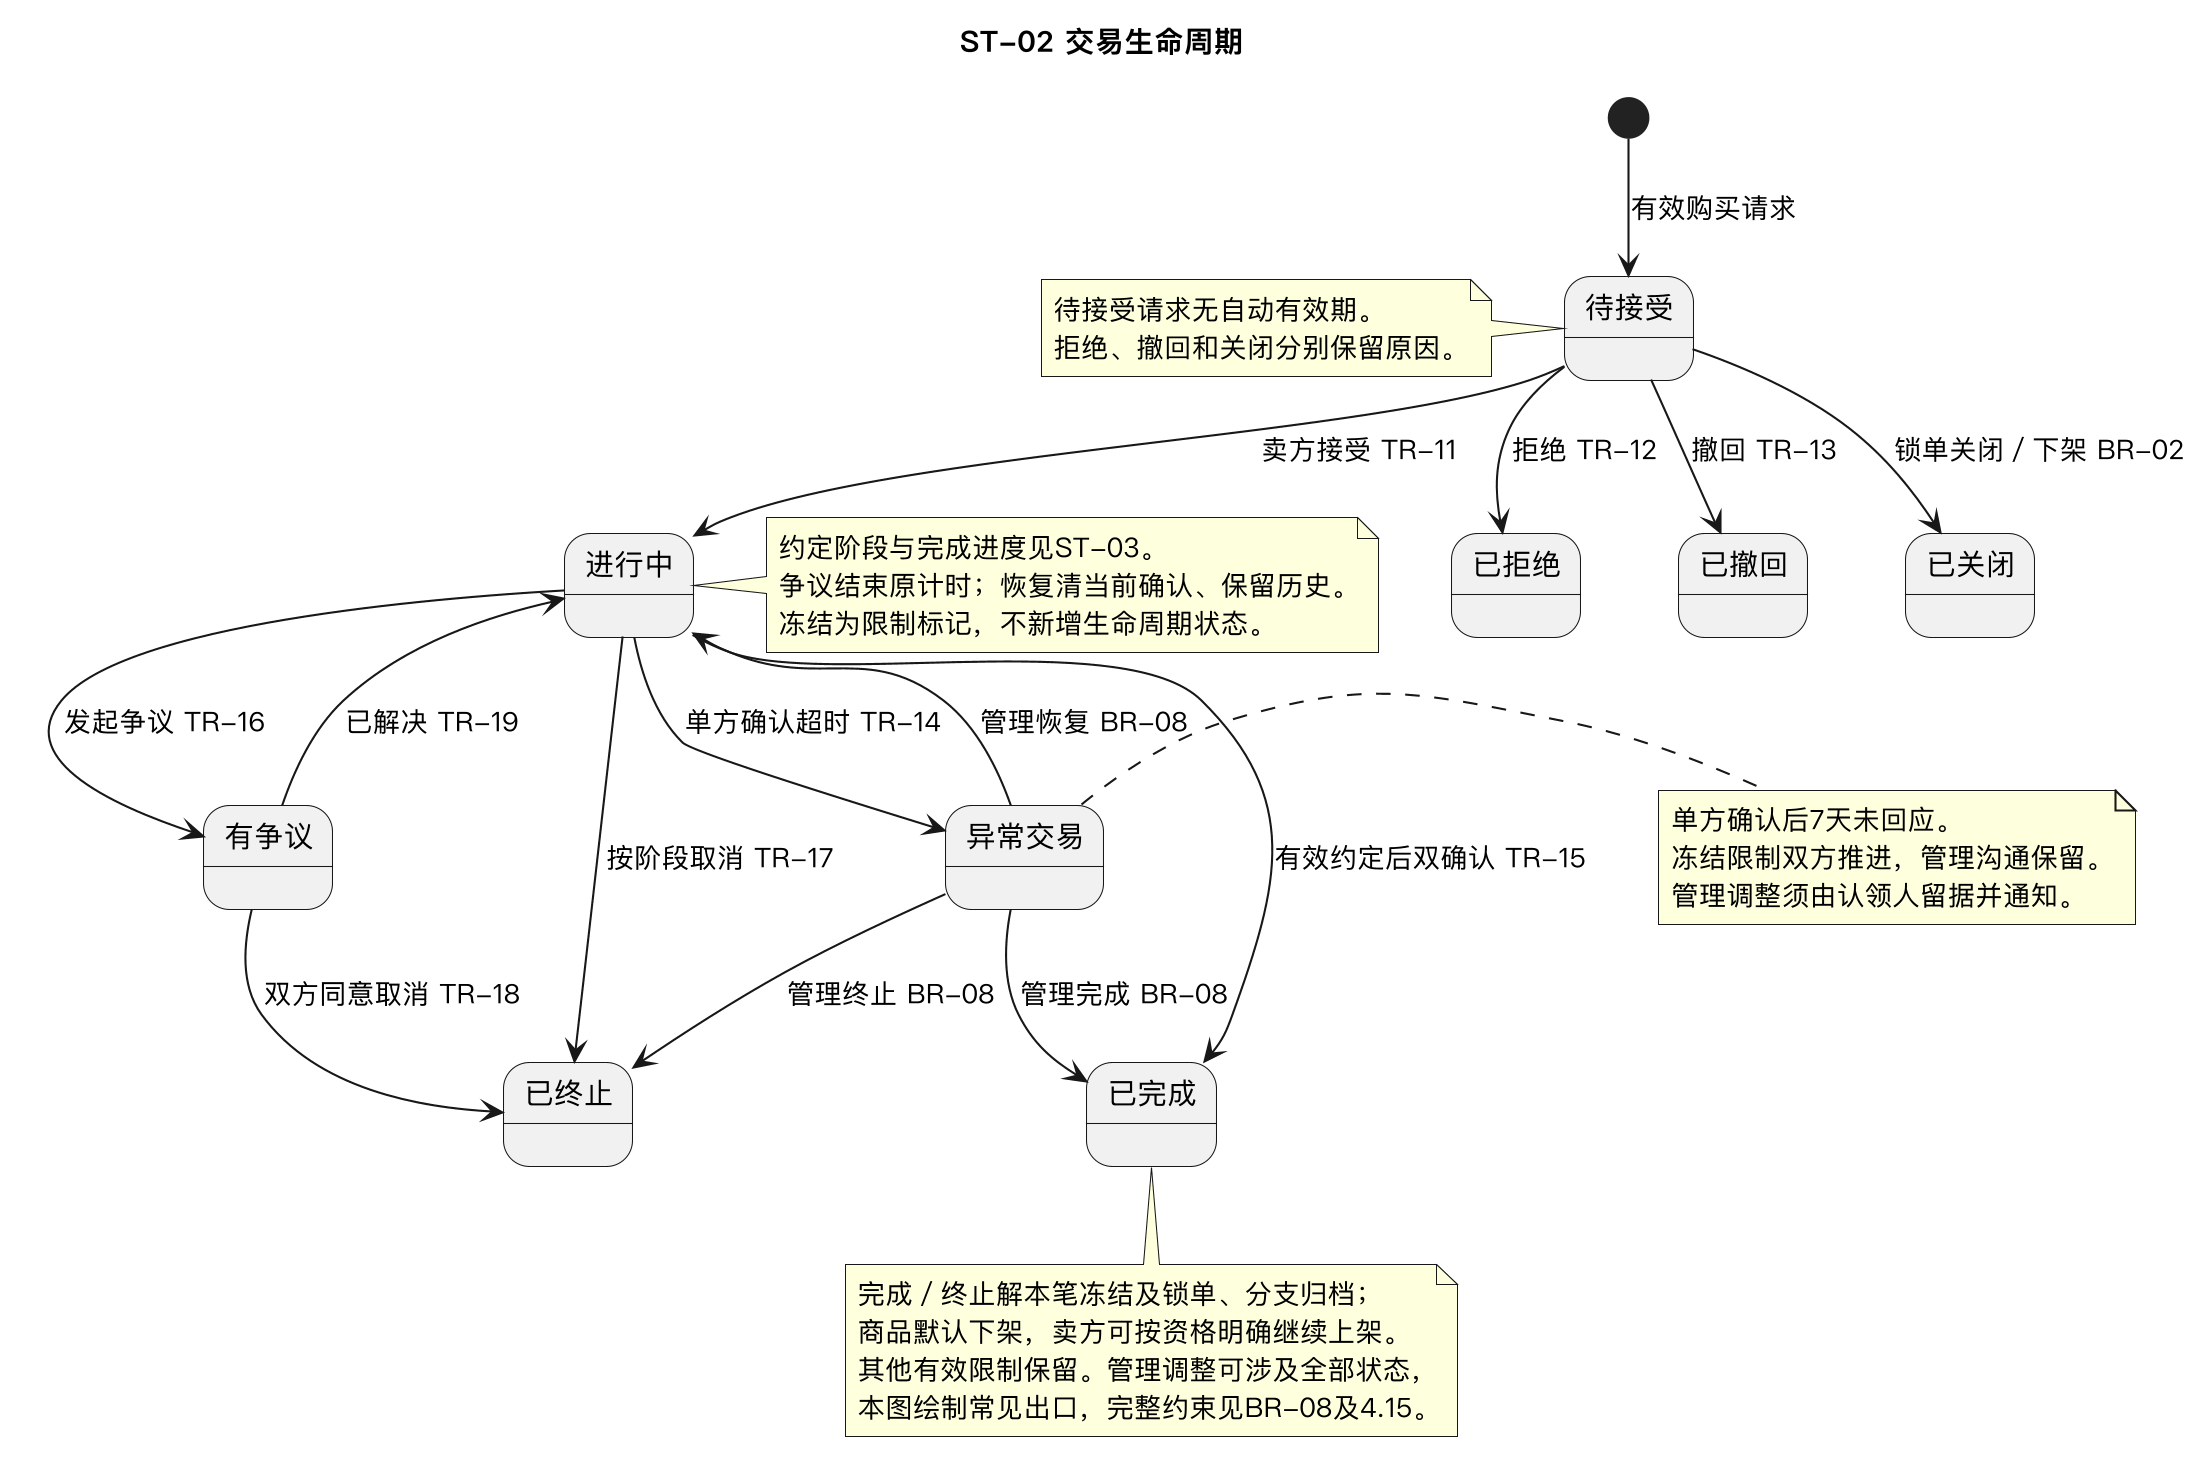 ST-02 交易生命周期
有效购买请求
待接受请求无自动有效期。
拒绝、撤回和关闭分别保留原因。
待接受
卖方接受 TR-11
拒绝 TR-12
撤回 TR-13
锁单关闭 / 下架 BR-02
进行中
约定阶段与完成进度见ST-03。
争议结束原计时；恢复清当前确认、保留历史。
冻结为限制标记，不新增生命周期状态。
已拒绝
已撤回
已关闭
发起争议 TR-16
已解决 TR-19
单方确认超时 TR-14
管理恢复 BR-08
有争议
按阶段取消 TR-17
异常交易
有效约定后双确认 TR-15
单方确认后7天未回应。
冻结限制双方推进，管理沟通保留。
管理调整须由认领人留据并通知。
双方同意取消 TR-18
管理终止 BR-08
管理完成 BR-08
已终止
已完成
完成 / 终止解本笔冻结及锁单、分支归档；
商品默认下架，卖方可按资格明确继续上架。
其他有效限制保留。管理调整可涉及全部状态，
本图绘制常见出口，完整约束见BR-08及4.15。